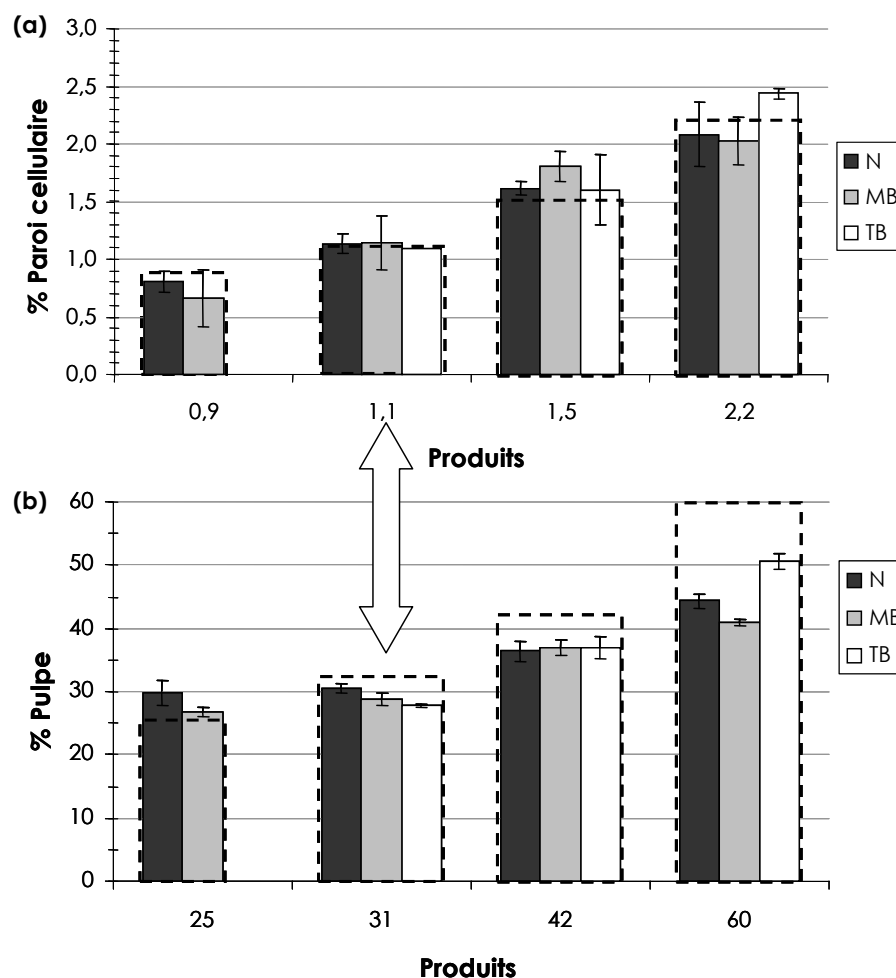 (a)
3,0
2,5
2,0
1,5
1,0
0,5
0,0
% Paroi cellulaire
0,9 1,1 1,5 2,2
Produits
N
MB
TB
(b)
60
50
40
30
20
10
0
% Pulpe
25 31 42 60
Produits
N
MB
TB